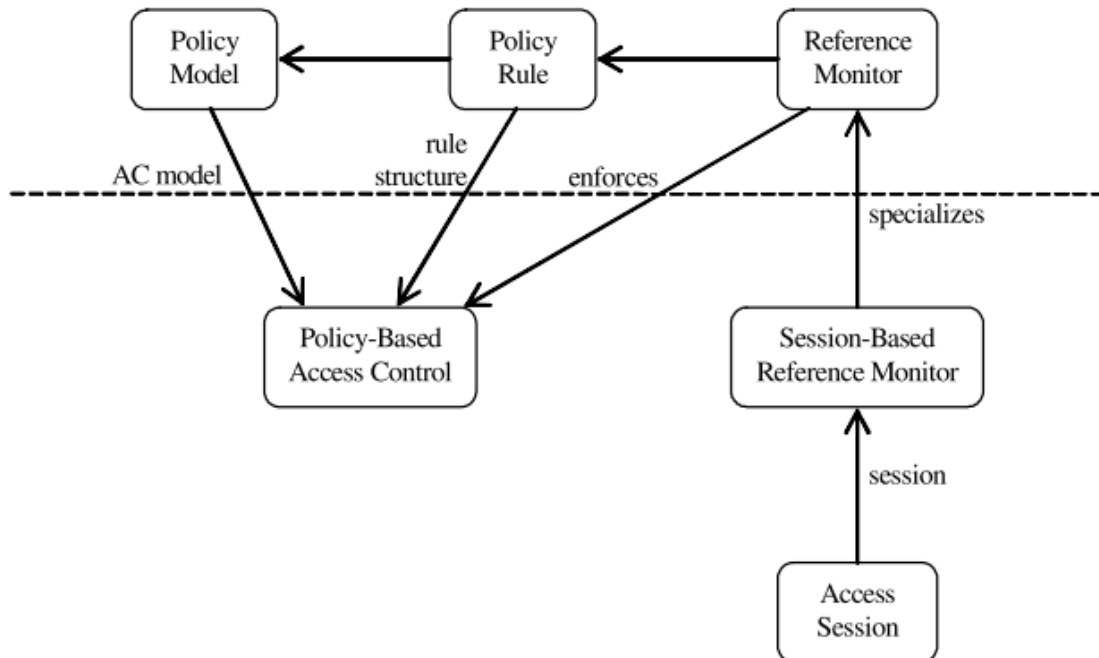 Policy
Model
Policy
Rule
Reference
Monitor
AC model
rule
structure
enforces
specializes
Policy-Based
Access Control
Session-Based
Reference Monitor
session
Access
Session